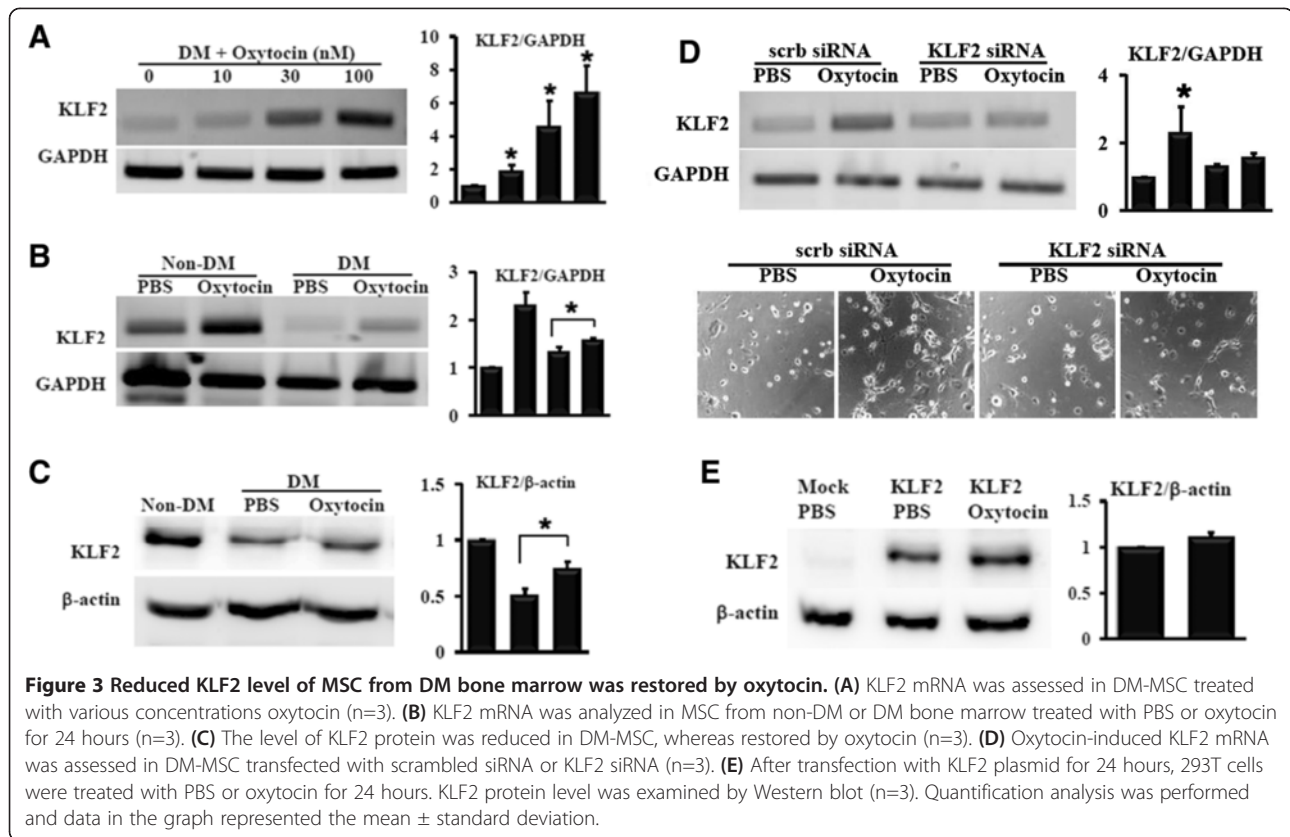 A
DM + Oxytocin (nM)
0 10 30 100
KLF2
GAPDH
KLF2/GAPDH
10
8
6
4
2
0
* * * *
B
Non-DM DM
PBS Oxytocin PBS Oxytocin
KLF2
GAPDH
KLF2/GAPDH
3
2
1
0
*
C
DM
Non-DM PBS Oxytocin
KLF2
β-actin
KLF2/β-actin
1.5
1
0.5
0
*
D
scrb siRNA KLF2 siRNA
PBS Oxytocin PBS Oxytocin
KLF2
GAPDH
KLF2/GAPDH
4
2
0
*
scrb siRNA KLF2 siRNA
PBS Oxytocin PBS Oxytocin
E
Mock KLF2 KLF2
PBS PBS Oxytocin
KLF2
β-actin
KLF2/β-actin
1.5
1
0.5
0
Figure 3 Reduced KLF2 level of MSC from DM bone marrow was restored by oxytocin. (A) KLF2 mRNA was assessed in DM-MSC treated
with various concentrations oxytocin (n=3). (B) KLF2 mRNA was analyzed in MSC from non-DM or DM bone marrow treated with PBS or oxytocin
for 24 hours (n=3). (C) The level of KLF2 protein was reduced in DM-MSC, whereas restored by oxytocin (n=3). (D) Oxytocin-induced KLF2 mRNA
was assessed in DM-MSC transfected with scrambled siRNA or KLF2 siRNA (n=3). (E) After transfection with KLF2 plasmid for 24 hours, 293T cells
were treated with PBS or oxytocin for 24 hours. KLF2 protein level was examined by Western blot (n=3). Quantification analysis was performed
and data in the graph represented the mean ± standard deviation.